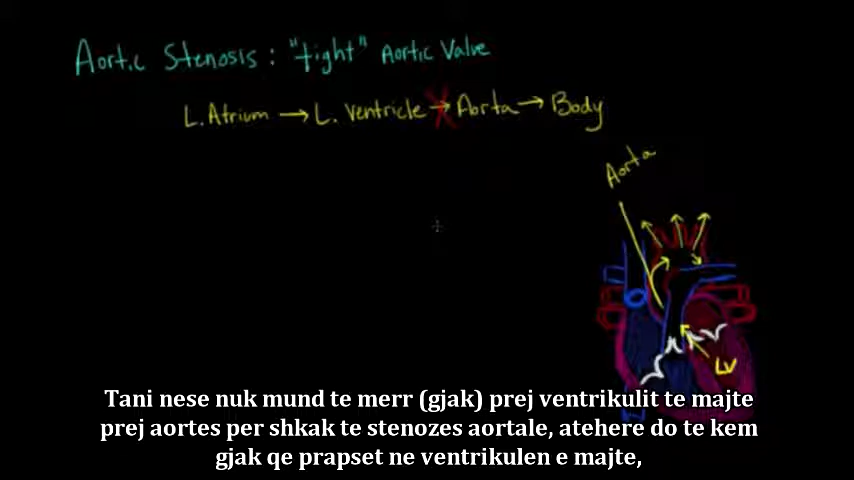 Aortic Stenosis : "tight" Aortic Valve
L. Atrium → L. Ventricle → Aorta → Body
Aorta
LV
Tani nese nuk mund te merr (gjak) prej ventrikulit te majte
prej aortes per shkak te stenozes aortale, atehere do te kem
gjak qe prapset ne ventrikulen e majte,